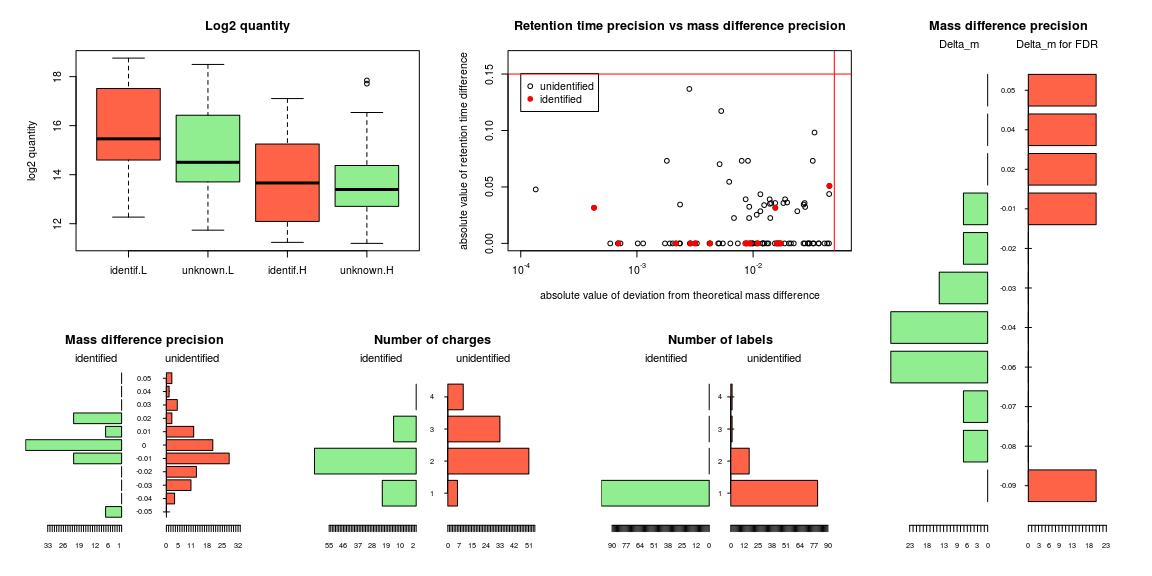 Log2 quantity
log2 quantity
18
16
14
12
identif.L unknown.L identif.H unknown.H
Retention time precision vs mass difference precision
absolute value of retention time difference
0.15
0.10
0.05
0.00
unidentified
identified
10^-4 10^-3 10^-2
absolute value of deviation from theoretical mass difference
Mass difference precision
Delta_m Delta_m for FDR
0.05
0.04
0.02
-0.01
-0.02
-0.03
-0.04
-0.06
-0.07
-0.08
-0.09
23 18 13 9 6 3 0 0 3 6 9 13 18 23
Mass difference precision
identified unidentified
0.05
0.04
0.03
0.02
0.01
0
-0.01
-0.02
-0.03
-0.04
-0.05
33 26 19 12 6 1 0 5 11 18 25 32
Number of charges
identified unidentified
4
3
2
1
55 46 37 28 19 10 2 0 7 15 24 33 42 51
Number of labels
identified unidentified
4
3
2
1
90 77 64 51 38 25 12 0 0 12 25 38 51 64 77 90